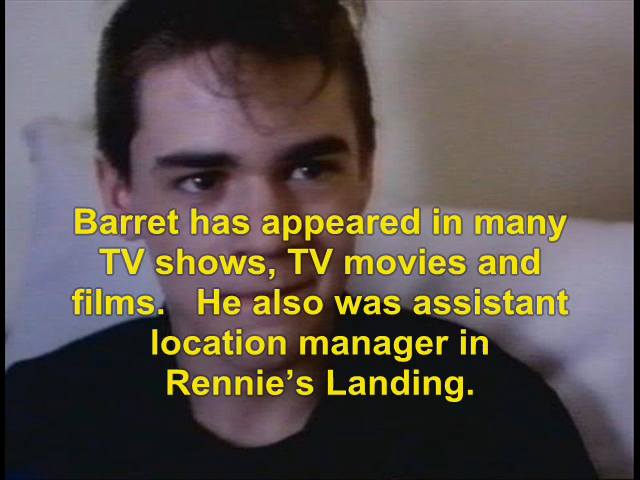 Barret has appeared in many
TV shows, TV movies and
films.   He also was assistant
location manager in
Rennie’s Landing.